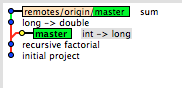 remotes/origin/master sum
long -> double
master int -> long
recursive factorial
initial project